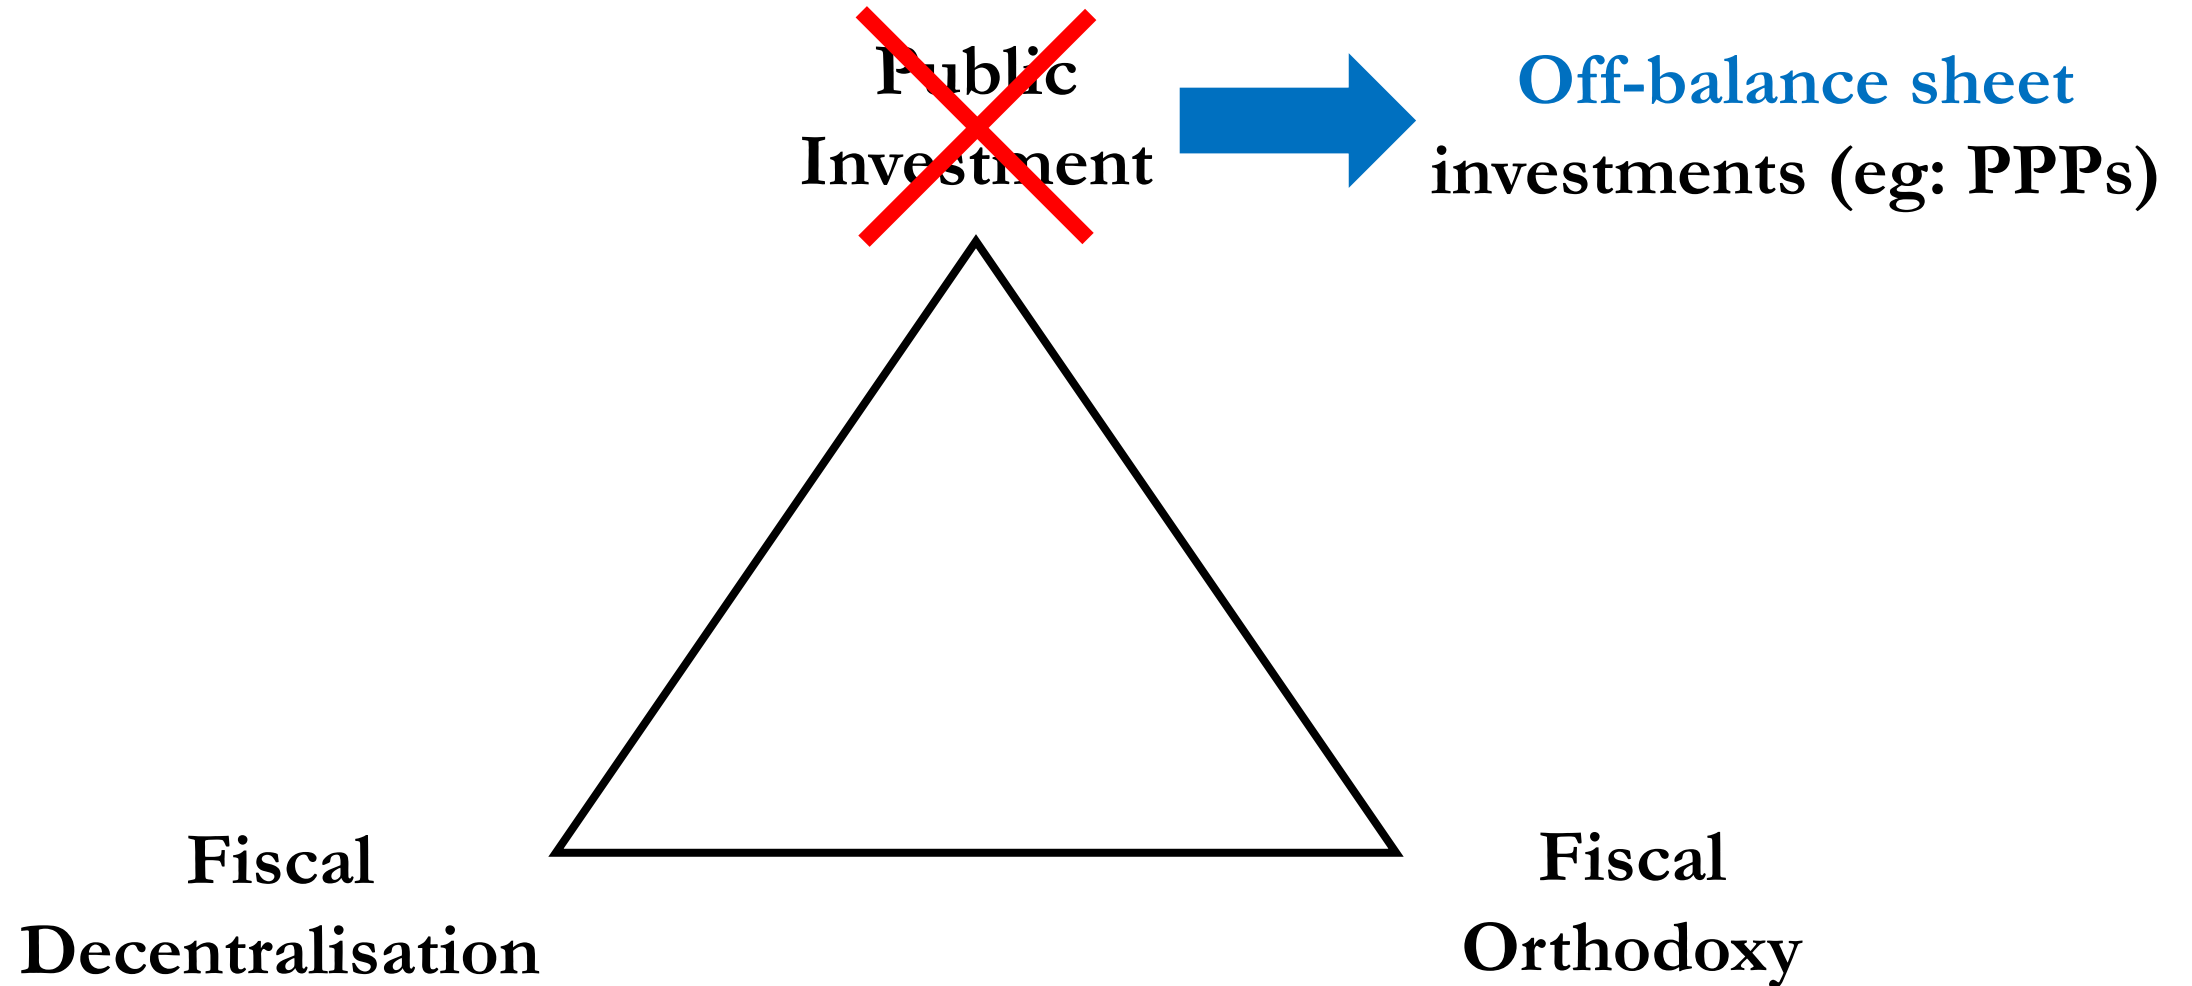 Public
Investment
Off-balance sheet
investments (eg: PPPs)
Fiscal
Decentralisation
Fiscal
Orthodoxy